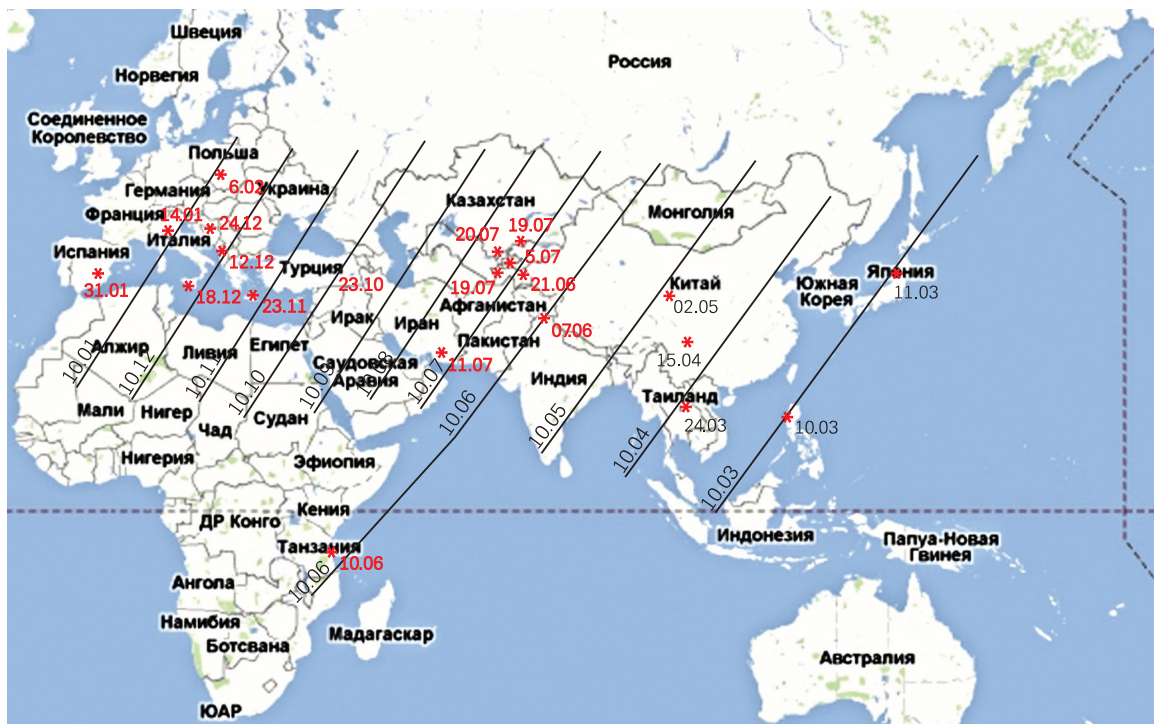 Швеция
Россия
Норвегия
Соединенное
Королевство
Польша
Германия
6.02
Украина
Казахстан
Франция
14.01
24.12
Монголия
19.07
20.07
Италия
Испания
12.12
5.07
Турция
Япония
31.01
18.12
23.10
19.07
21.06
Китай
Южная
Корея
11.03
23.11
Афганистан
02.05
Ирак
Иран
07.06
Алжир
Ливия
Египет
Пакистан
15.04
Саудовская
Аравия
11.07
Индия
10.01
10.12
10.11
10.10
10.09
10.08
10.07
10.06
10.05
10.04
10.03
Мали
Нигер
Чад
Судан
Таиланд
24.03
10.03
Нигерия
Эфиопия
Кения
ДР Конго
Индонезия
Папуа-Новая
Гвинея
Танзания
10.06
10.06
Ангола
Намибия
Мадагаскар
Ботсвана
Австралия
ЮАР